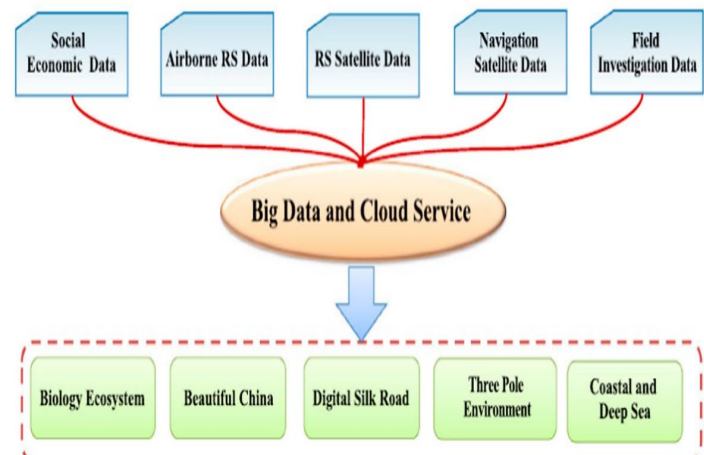 Social
Economic Data
Airborne RS Data
RS Satellite Data
Navigation
Satellite Data
Field
Investigation Data
Big Data and Cloud Service
Biology Ecosystem
Beautiful China
Digital Silk Road
Three Pole
Environment
Coastal and
Deep Sea